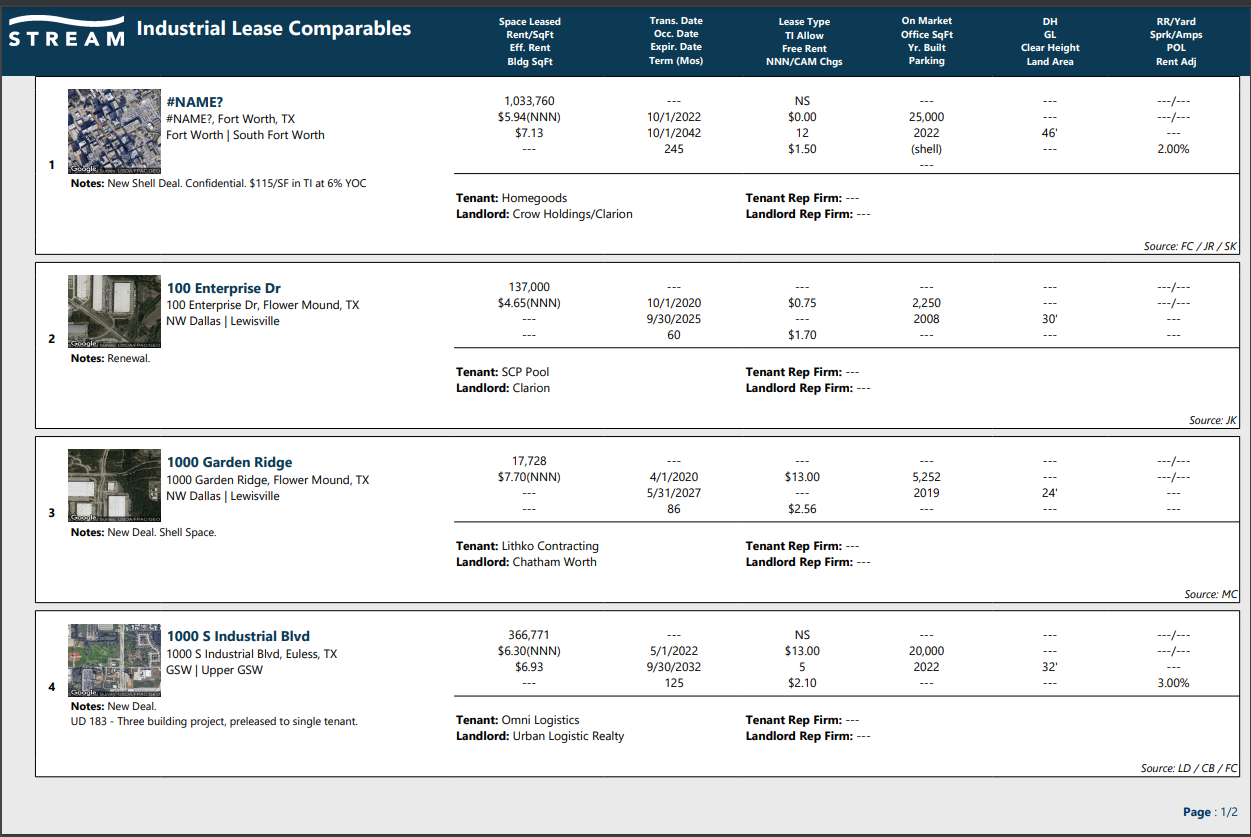 STREAM
Industrial Lease Comparables
Space Leased Trans. Date Lease Type On Market DH RR/Yard
Rent/SqFt Occ. Date TI Allow Office SqFt GL Sprk/Amps
Eff. Rent Expir. Date Free Rent Yr. Built Clear Height POL
Bldg SqFt Term (Mos) NNN/CAM Chgs Parking Land Area Rent Adj
1
Google
#NAME?
#NAME?, Fort Worth, TX
Fort Worth | South Fort Worth
1,033,760 --- NS --- --- ---/---
$5.94(NNN) 10/1/2022 $0.00 25,000 --- ---/---
$7.13 10/1/2042 12 2022 46' ---
--- 245 $1.50 (shell) --- 2.00%
---
Notes: New Shell Deal. Confidential. $115/SF in TI at 6% YOC
Tenant: Homegoods Tenant Rep Firm: ---
Landlord: Crow Holdings/Clarion Landlord Rep Firm: ---
Source: FC / JR / SK
2
Google
100 Enterprise Dr
100 Enterprise Dr, Flower Mound, TX
NW Dallas | Lewisville
137,000 --- --- --- --- ---/---
$4.65(NNN) 10/1/2020 $0.75 2,250 --- ---/---
--- 9/30/2025 --- 2008 30' ---
--- 60 $1.70 --- --- ---
Notes: Renewal.
Tenant: SCP Pool Tenant Rep Firm: ---
Landlord: Clarion Landlord Rep Firm: ---
Source: JK
3
Google
1000 Garden Ridge
1000 Garden Ridge, Flower Mound, TX
NW Dallas | Lewisville
17,728 --- --- --- --- ---/---
$7.70(NNN) 4/1/2020 $13.00 5,252 --- ---/---
--- 5/31/2027 --- 2019 24' ---
--- 86 $2.56 --- --- ---
Notes: New Deal. Shell Space.
Tenant: Lithko Contracting Tenant Rep Firm: ---
Landlord: Chatham Worth Landlord Rep Firm: ---
Source: MC
4
Google
1000 S Industrial Blvd
1000 S Industrial Blvd, Euless, TX
GSW | Upper GSW
366,771 --- NS --- --- ---/---
$6.30(NNN) 5/1/2022 $13.00 20,000 --- ---/---
$6.93 9/30/2032 5 2022 32' ---
--- 125 $2.10 --- --- 3.00%
Notes: New Deal.
UD 183 - Three building project, preleased to single tenant.
Tenant: Omni Logistics Tenant Rep Firm: ---
Landlord: Urban Logistic Realty Landlord Rep Firm: ---
Source: LD / CB / FC
Page : 1/2